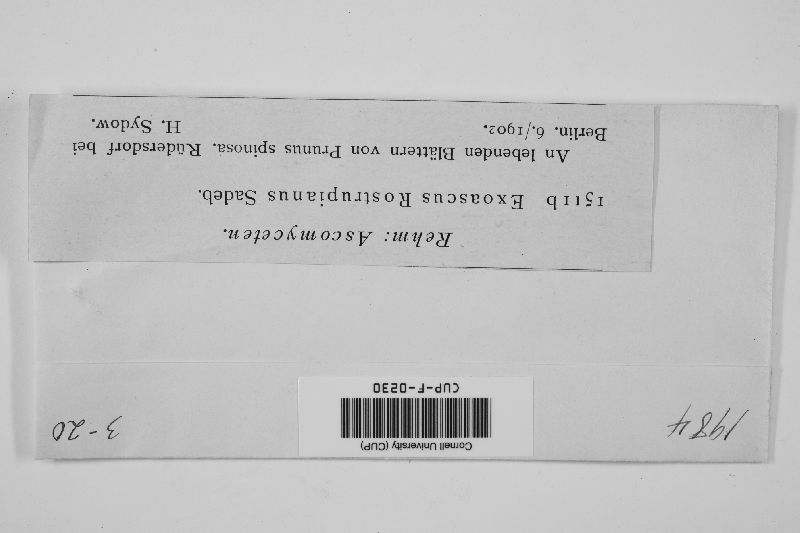 1984
3-20
Cornell University (CUP)
CUP-F-0230
Rehm: Ascomyceten.
1511b Exoascus Rostrupianus Sadeb.
An lebenden Blättern von Prunus spinosa. Rüdersdorf bei
Berlin. 6./1902. H. Sydow.